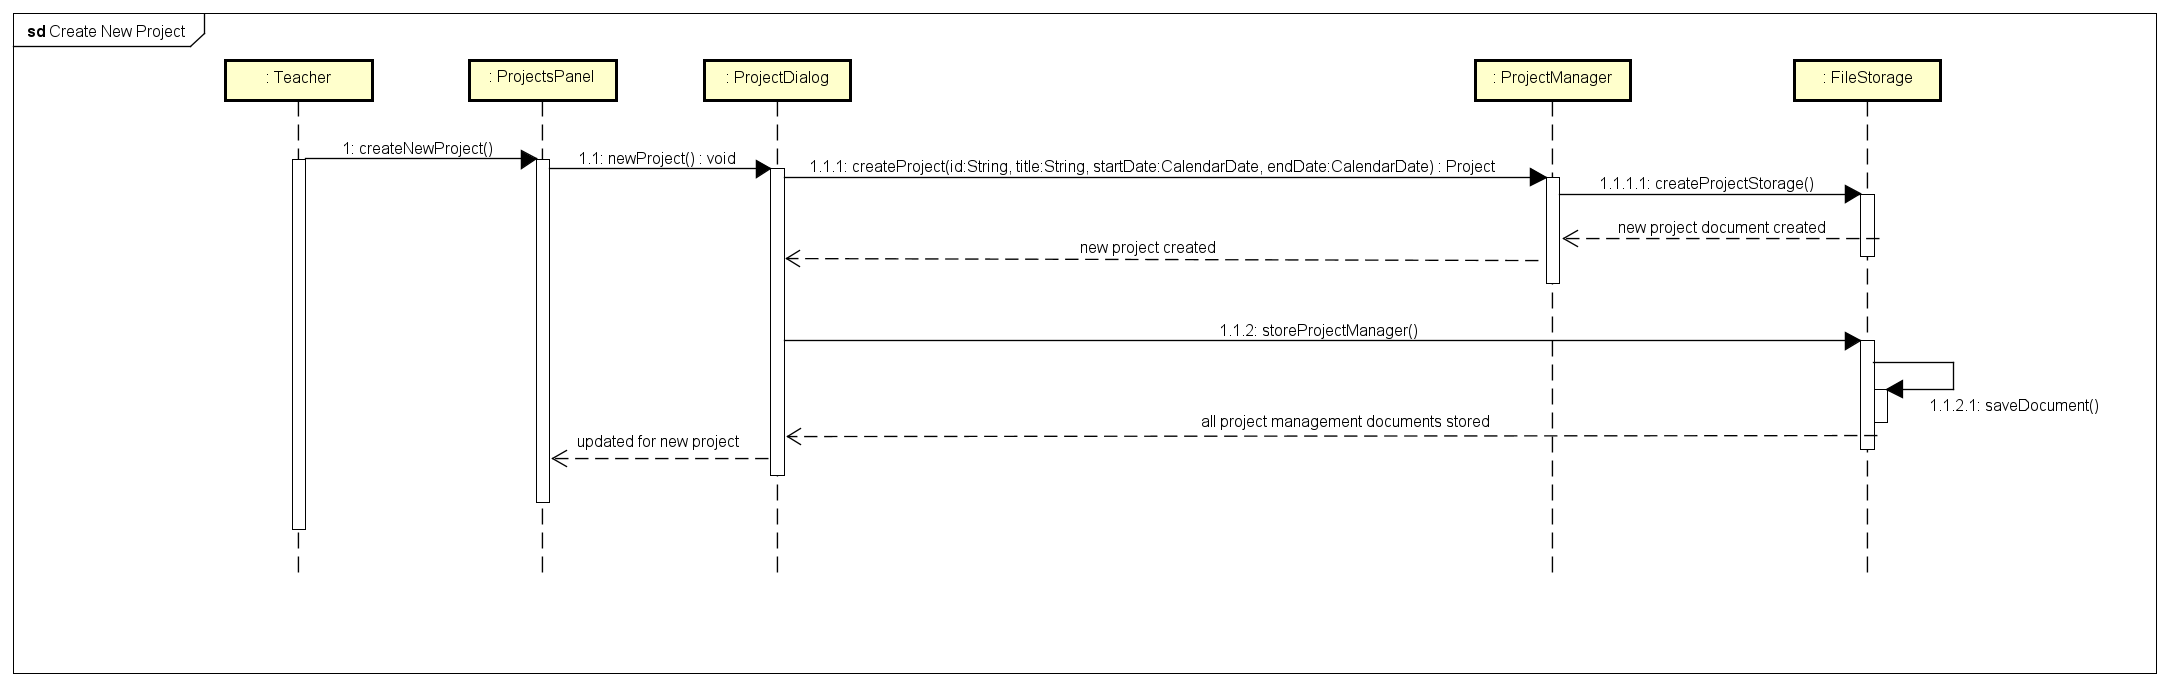 sd Create New Project
: Teacher
: ProjectsPanel
: ProjectDialog
: ProjectManager
: FileStorage
1: createNewProject()
1.1: newProject() : void
1.1.1: createProject(id:String, title:String, startDate:CalendarDate, endDate:CalendarDate) : Project
1.1.1.1: createProjectStorage()
new project document created
new project created
1.1.2: storeProjectManager()
1.1.2.1: saveDocument()
all project management documents stored
updated for new project